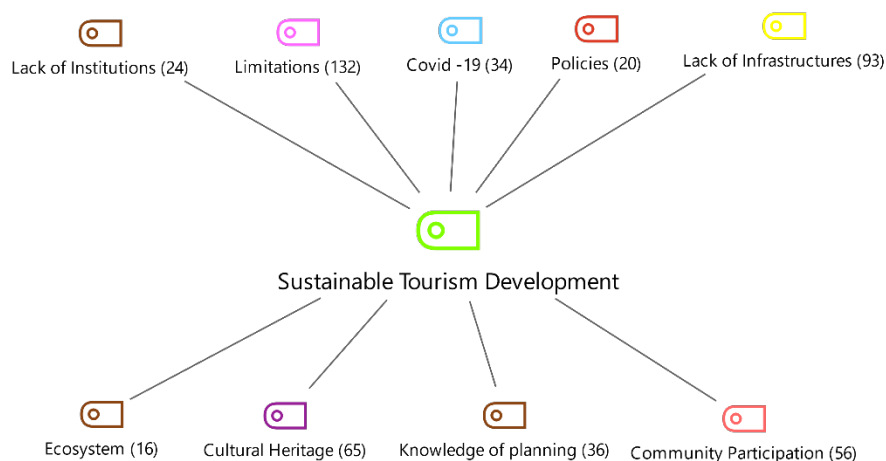 Lack of Institutions (24)
Limitations (132)
Covid -19 (34)
Policies (20)
Lack of Infrastructures (93)
Sustainable Tourism Development
Ecosystem (16)
Cultural Heritage (65)
Knowledge of planning (36)
Community Participation (56)